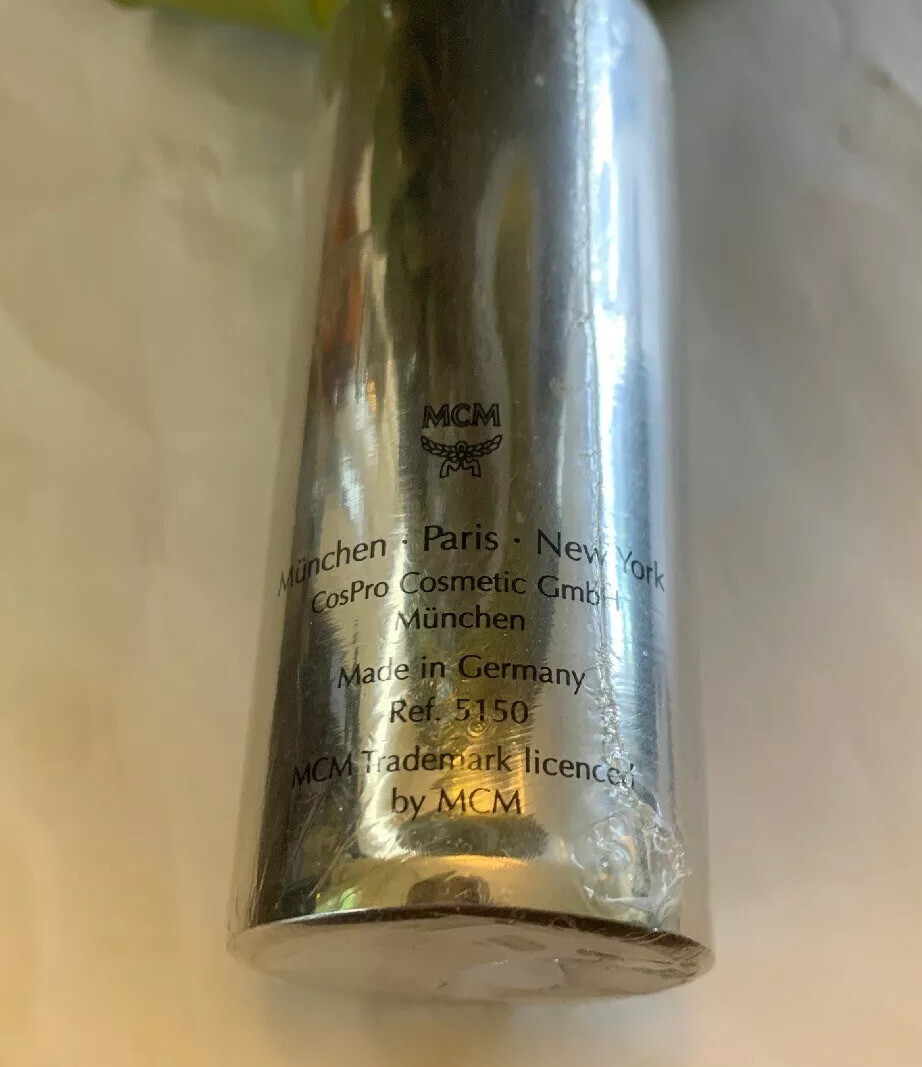 MCM
München · Paris · New York
CosPro Cosmetic GmbH
München
Made in Germany
Ref. 5150
MCM Trademark licenced
by MCM